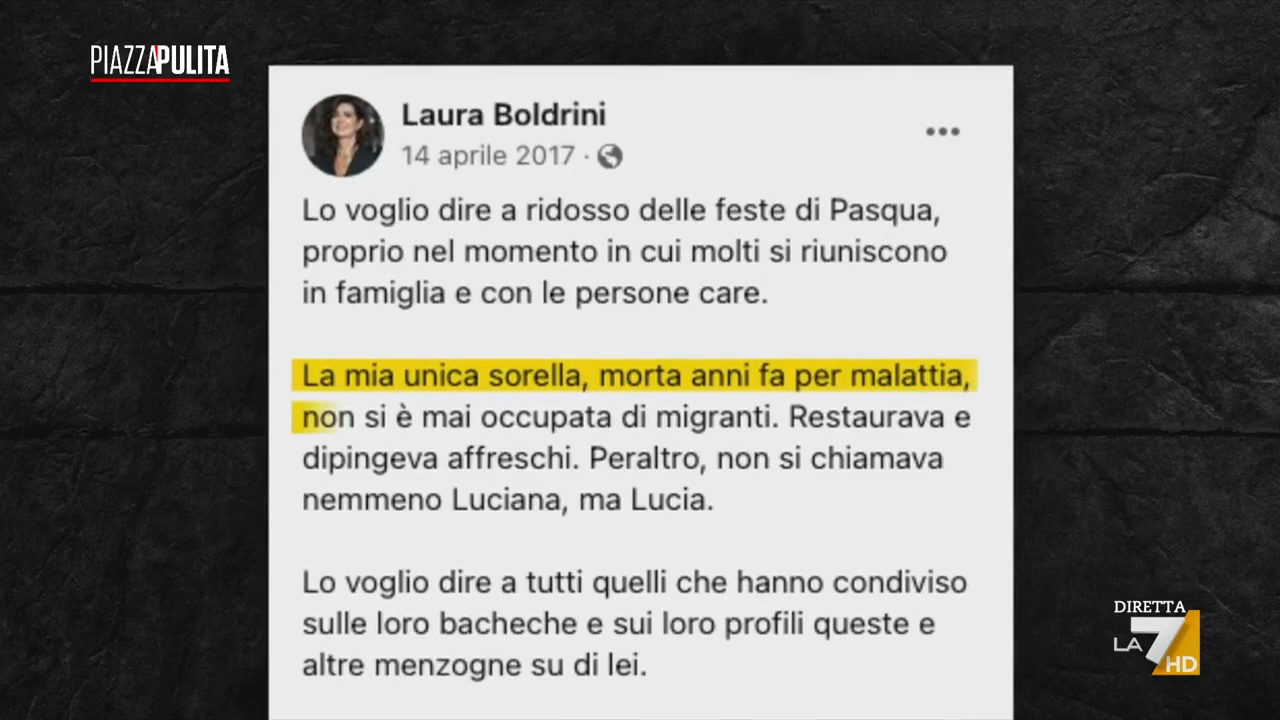 PIAZZAPULITA
Laura Boldrini
14 aprile 2017 ·
Lo voglio dire a ridosso delle feste di Pasqua,
proprio nel momento in cui molti si riuniscono
in famiglia e con le persone care.
La mia unica sorella, morta anni fa per malattia,
non si è mai occupata di migranti. Restaurava e
dipingeva affreschi. Peraltro, non si chiamava
nemmeno Luciana, ma Lucia.
Lo voglio dire a tutti quelli che hanno condiviso
sulle loro bacheche e sui loro profili queste e
altre menzogne su di lei.
DIRETTA
LA7 HD